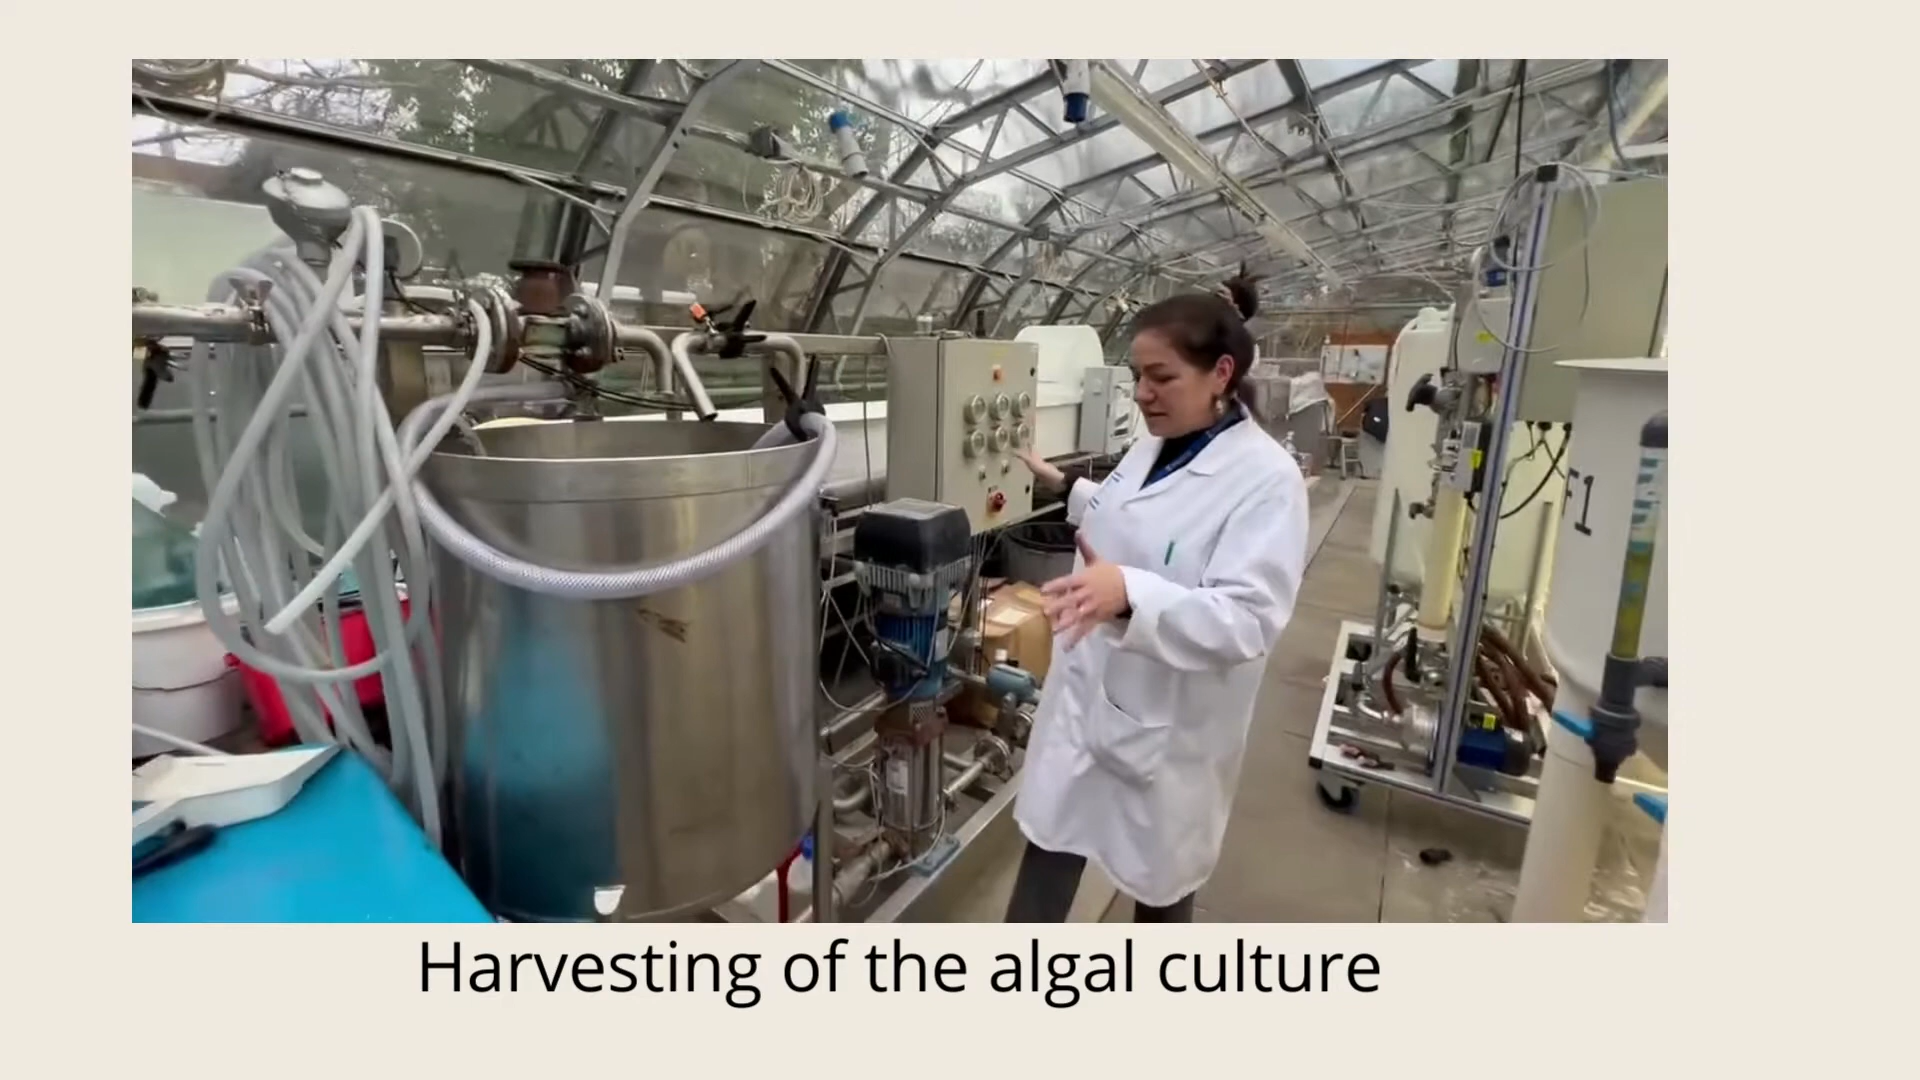 F1
Harvesting of the algal culture